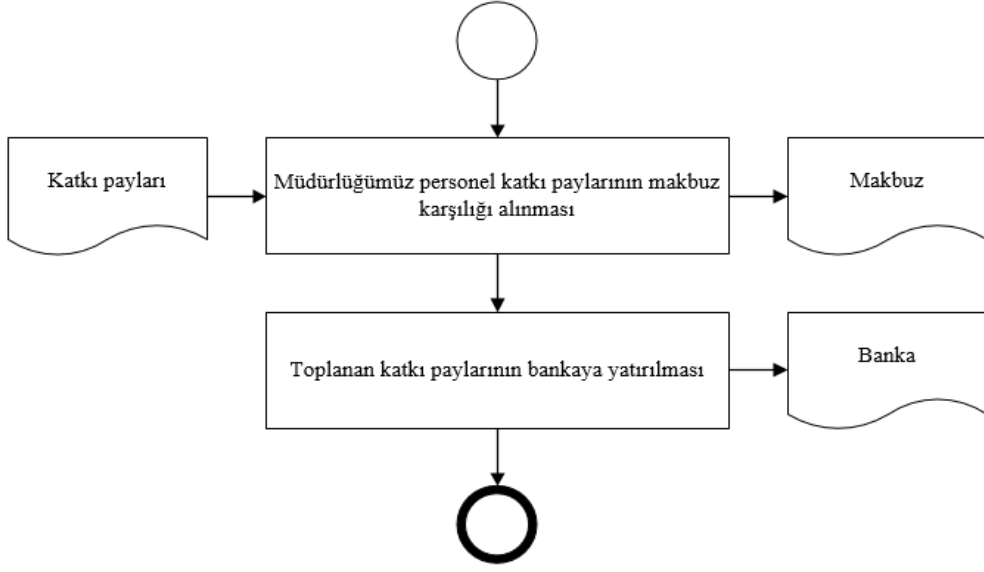 Katkı payları
Müdürlüğümüz personel katkı paylarının makbuz
karşılığı alınması
Makbuz
Toplanan katkı paylarının bankaya yatırılması
Banka